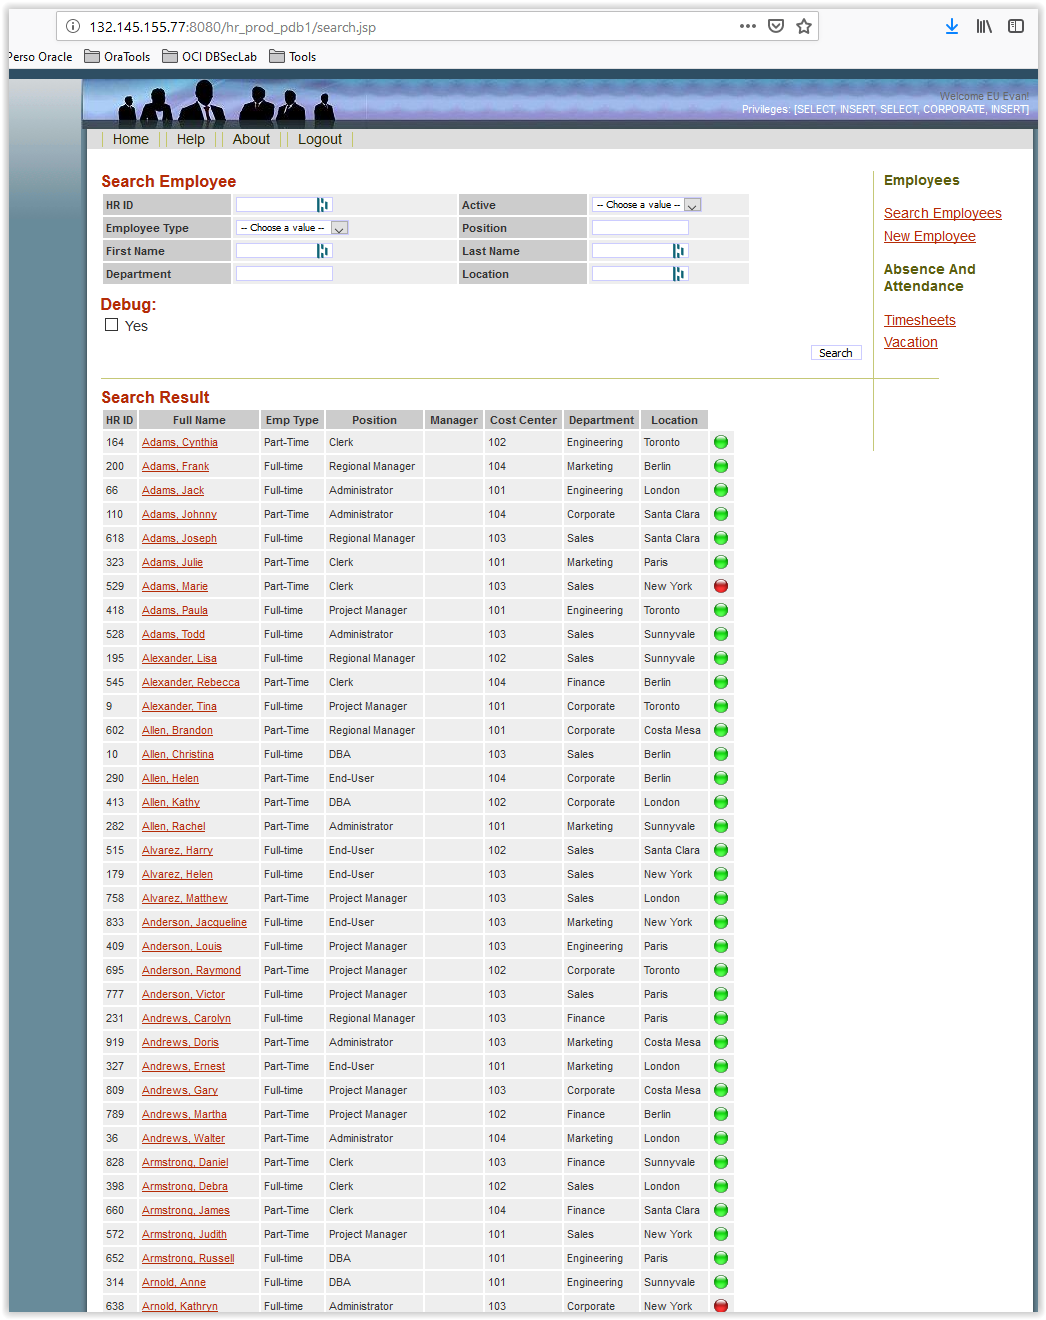 132.145.155.77:8080/hr_prod_pdb1/search.jsp
Perso Oracle OraTools OCI DBSecLab Tools
Welcome EU Evan!
Privileges: [SELECT, INSERT, SELECT, CORPORATE, INSERT]
Home Help About Logout
Search Employee
HR ID Active -- Choose a value --
Employee Type -- Choose a value -- Position
First Name Last Name
Department Location
Debug:
Yes
Search
Employees
Search Employees
New Employee
Absence And
Attendance
Timesheets
Vacation
Search Result
HR ID Full Name Emp Type Position Manager Cost Center Department Location
164 Adams, Cynthia Part-Time Clerk 102 Engineering Toronto
200 Adams, Frank Full-time Regional Manager 104 Marketing Berlin
66 Adams, Jack Full-time Administrator 101 Engineering London
110 Adams, Johnny Part-Time Administrator 104 Corporate Santa Clara
618 Adams, Joseph Full-time Regional Manager 103 Sales Santa Clara
323 Adams, Julie Part-Time Clerk 101 Marketing Paris
529 Adams, Marie Part-Time Clerk 103 Sales New York
418 Adams, Paula Full-time Project Manager 101 Engineering Toronto
528 Adams, Todd Full-time Administrator 103 Sales Sunnyvale
195 Alexander, Lisa Full-time Regional Manager 102 Sales Sunnyvale
545 Alexander, Rebecca Part-Time Clerk 104 Finance Berlin
9 Alexander, Tina Full-time Project Manager 101 Corporate Toronto
602 Allen, Brandon Part-Time Regional Manager 101 Corporate Costa Mesa
10 Allen, Christina Full-time DBA 103 Sales Berlin
290 Allen, Helen Part-Time End-User 104 Corporate Berlin
413 Allen, Kathy Part-Time DBA 102 Corporate London
282 Allen, Rachel Part-Time Administrator 101 Marketing Sunnyvale
515 Alvarez, Harry Full-time End-User 102 Sales Santa Clara
179 Alvarez, Helen Full-time End-User 103 Sales New York
758 Alvarez, Matthew Part-Time Project Manager 103 Sales London
833 Anderson, Jacqueline Full-time End-User 103 Marketing New York
409 Anderson, Louis Full-time Project Manager 103 Engineering Paris
695 Anderson, Raymond Part-Time Project Manager 102 Corporate Toronto
777 Anderson, Victor Full-time Project Manager 103 Sales Paris
231 Andrews, Carolyn Full-time Regional Manager 103 Finance Paris
919 Andrews, Doris Part-Time Administrator 103 Marketing Costa Mesa
327 Andrews, Ernest Part-Time End-User 101 Marketing London
809 Andrews, Gary Full-time Project Manager 103 Corporate Costa Mesa
789 Andrews, Martha Part-Time Project Manager 102 Finance Berlin
36 Andrews, Walter Part-Time Administrator 104 Marketing London
828 Armstrong, Daniel Part-Time Clerk 103 Finance Sunnyvale
398 Armstrong, Debra Full-time Clerk 102 Sales London
660 Armstrong, James Part-Time Clerk 104 Finance Santa Clara
572 Armstrong, Judith Part-Time Project Manager 101 Sales New York
652 Armstrong, Russell Full-time DBA 101 Engineering Paris
314 Arnold, Anne Full-time DBA 101 Engineering Sunnyvale
638 Arnold, Kathryn Full-time Administrator 103 Corporate New York